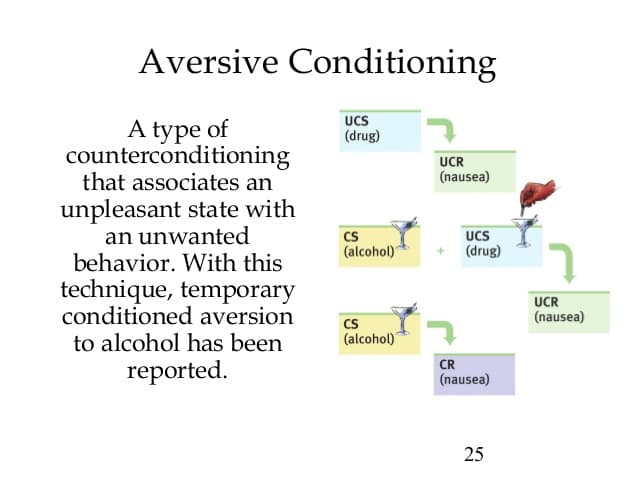 Aversive Conditioning
A type of
counterconditioning
that associates an
unpleasant state with
an unwanted
behavior. With this
technique, temporary
conditioned aversion
to alcohol has been
reported.
UCS
(drug)
UCR
(nausea)
CS
(alcohol)
+
UCS
(drug)
UCR
(nausea)
CS
(alcohol)
CR
(nausea)
25